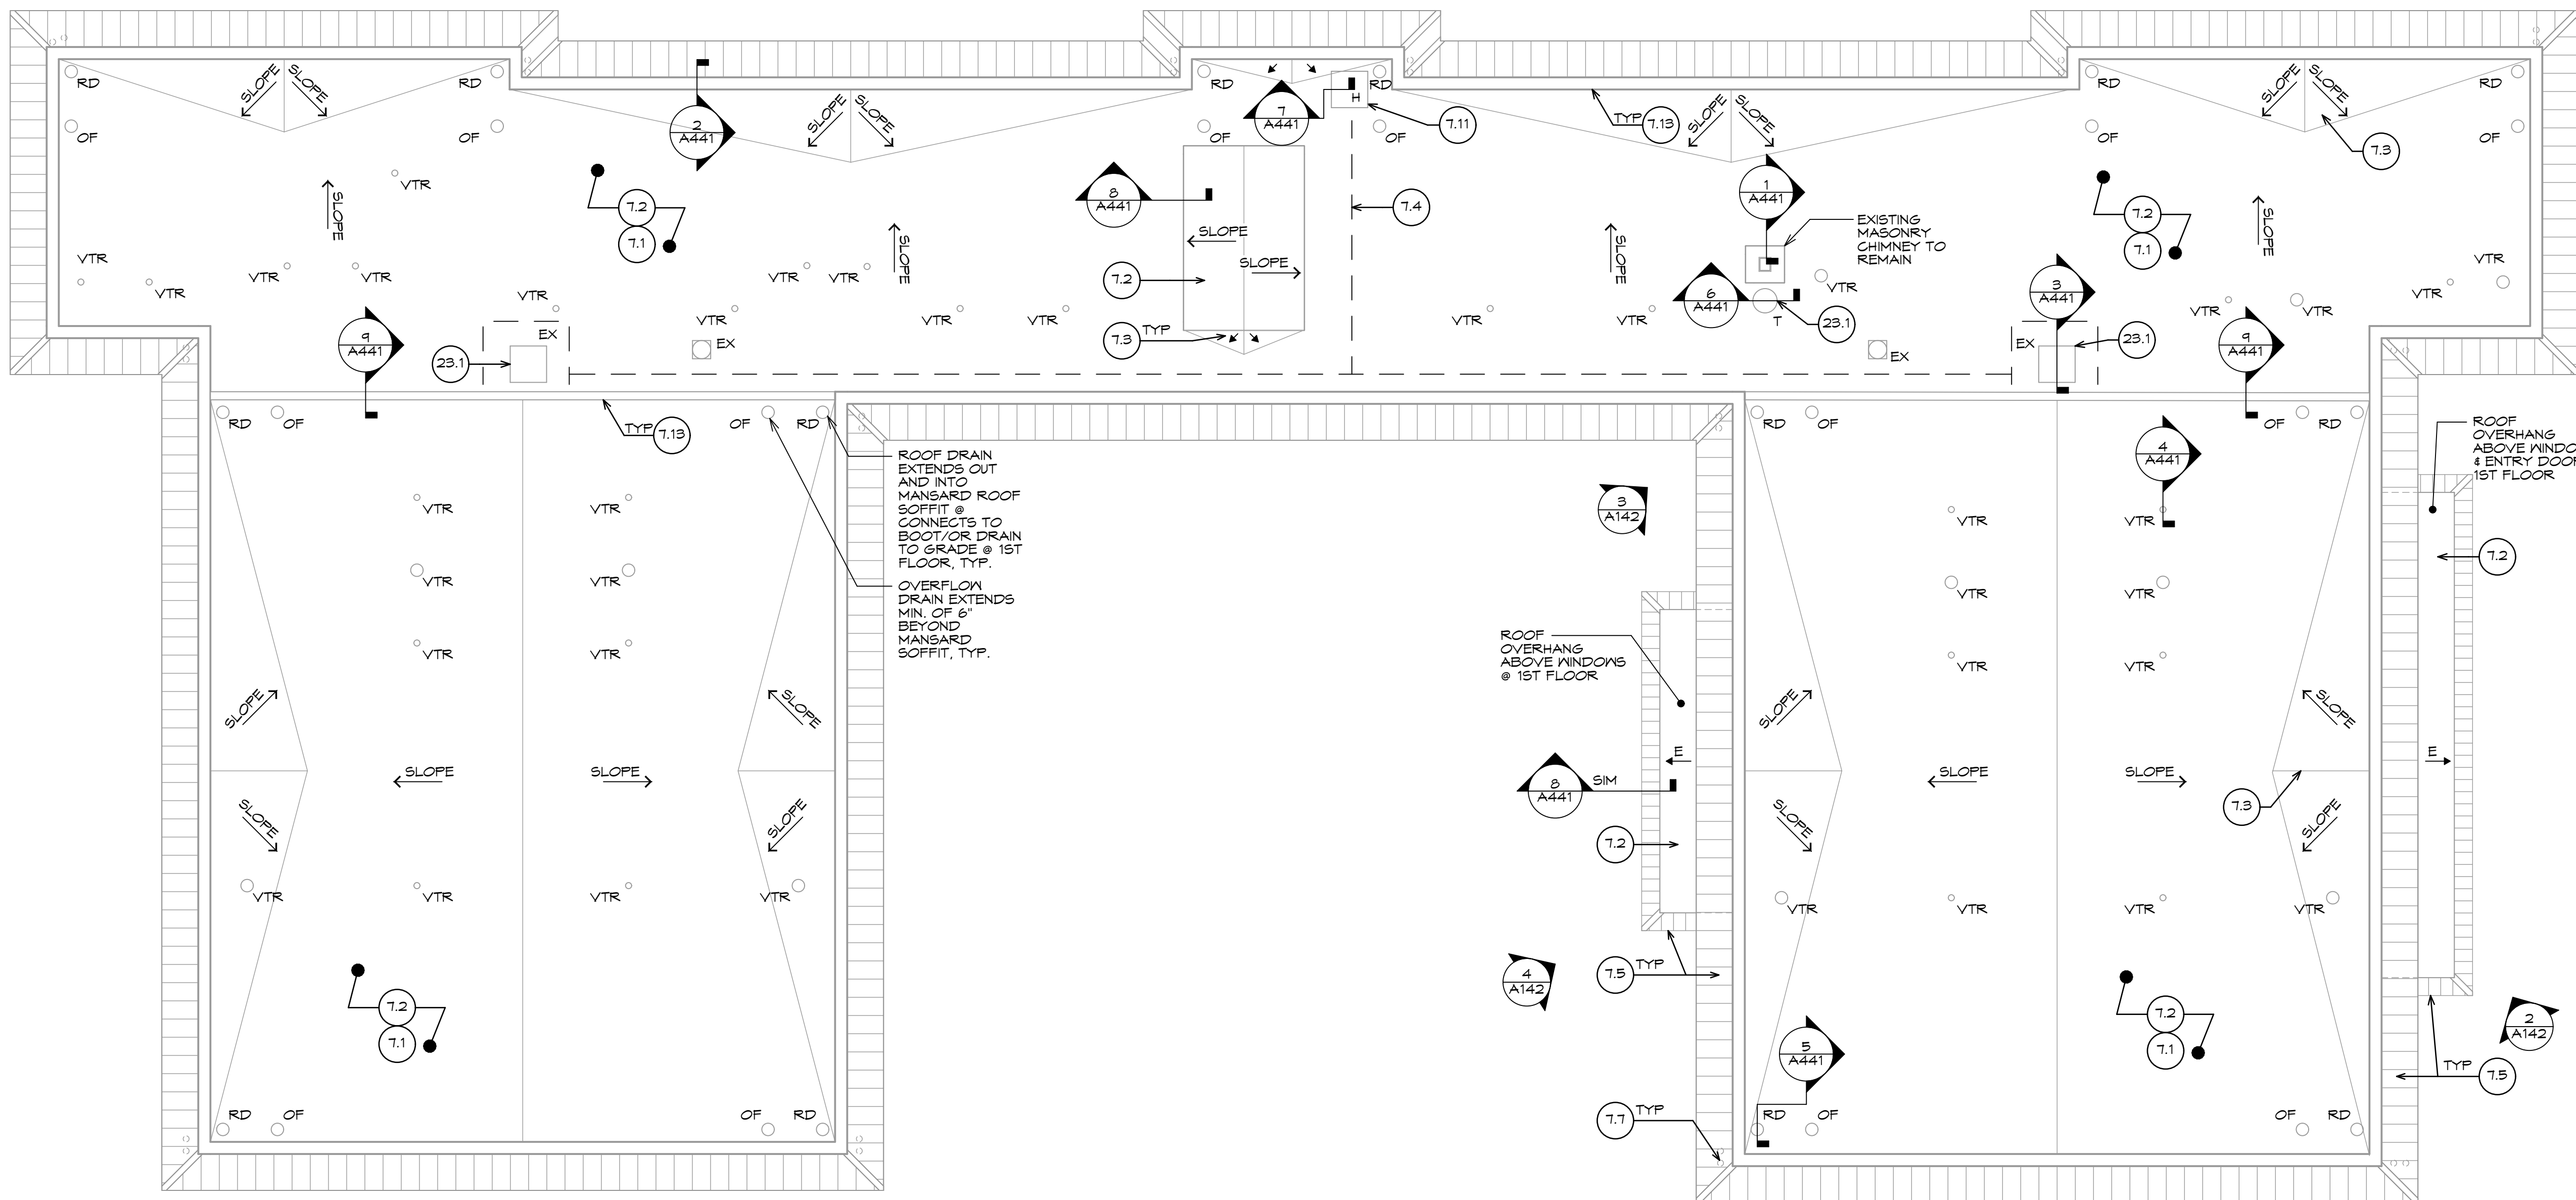 SLOPE
SLOPE
RD
RD
OF
OF
VTR
SLOPE
VTR
VTR
VTR
VTR
VTR
EX
2
A441
7.2
7.1
SLOPE
SLOPE
SLOPE
VTR
VTR
VTR
EX
VTR
VTR
9
A441
23.1
RD
RD
OF
OF
7
A441
H
7.11
8
A441
SLOPE
SLOPE
7.2
7.3
TYP
7.4
TYP
7.13
SLOPE
SLOPE
SLOPE
1
A441
EXISTING
MASONRY
CHIMNEY TO
REMAIN
VTR
6
A441
T
23.1
VTR
VTR
EX
RD
RD
OF
OF
SLOPE
SLOPE
7.3
7.2
7.1
SLOPE
3
A441
EX
23.1
VTR
VTR
VTR
VTR
9
A441
RD
OF
OF
RD
TYP
7.13
VTR
VTR
VTR
VTR
VTR
VTR
SLOPE
SLOPE
SLOPE
SLOPE
SLOPE
SLOPE
VTR
VTR
VTR
VTR
7.2
7.1
RD
OF
OF
RD
ROOF DRAIN
EXTENDS OUT
AND INTO
MANSARD ROOF
SOFFIT @
CONNECTS TO
BOOT/OR DRAIN
TO GRADE @ 1ST
FLOOR, TYP.
OVERFLOW
DRAIN EXTENDS
MIN. OF 6"
BEYOND
MANSARD
SOFFIT, TYP.
3
A142
ROOF
OVERHANG
ABOVE WINDOWS
@ 1ST FLOOR
E
8
A441
SIM
7.2
4
A142
7.5
TYP
7.7
TYP
RD
OF
OF
RD
4
A441
VTR
VTR
VTR
VTR
VTR
VTR
SLOPE
SLOPE
SLOPE
SLOPE
SLOPE
SLOPE
7.3
VTR
VTR
VTR
VTR
5
A441
7.2
7.1
RD
OF
OF
RD
ROOF
OVERHANG
ABOVE WINDO
& ENTRY DOOR
1ST FLOOR
7.2
E
2
A142
TYP
7.5